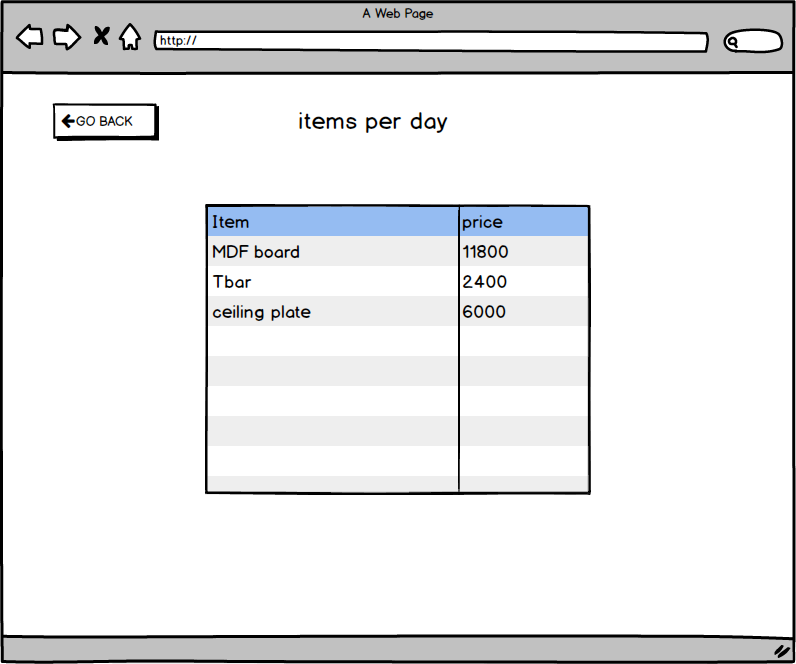 A Web Page
http://
GO BACK
items per day
Item price
MDF board 11800
Tbar 2400
ceiling plate 6000